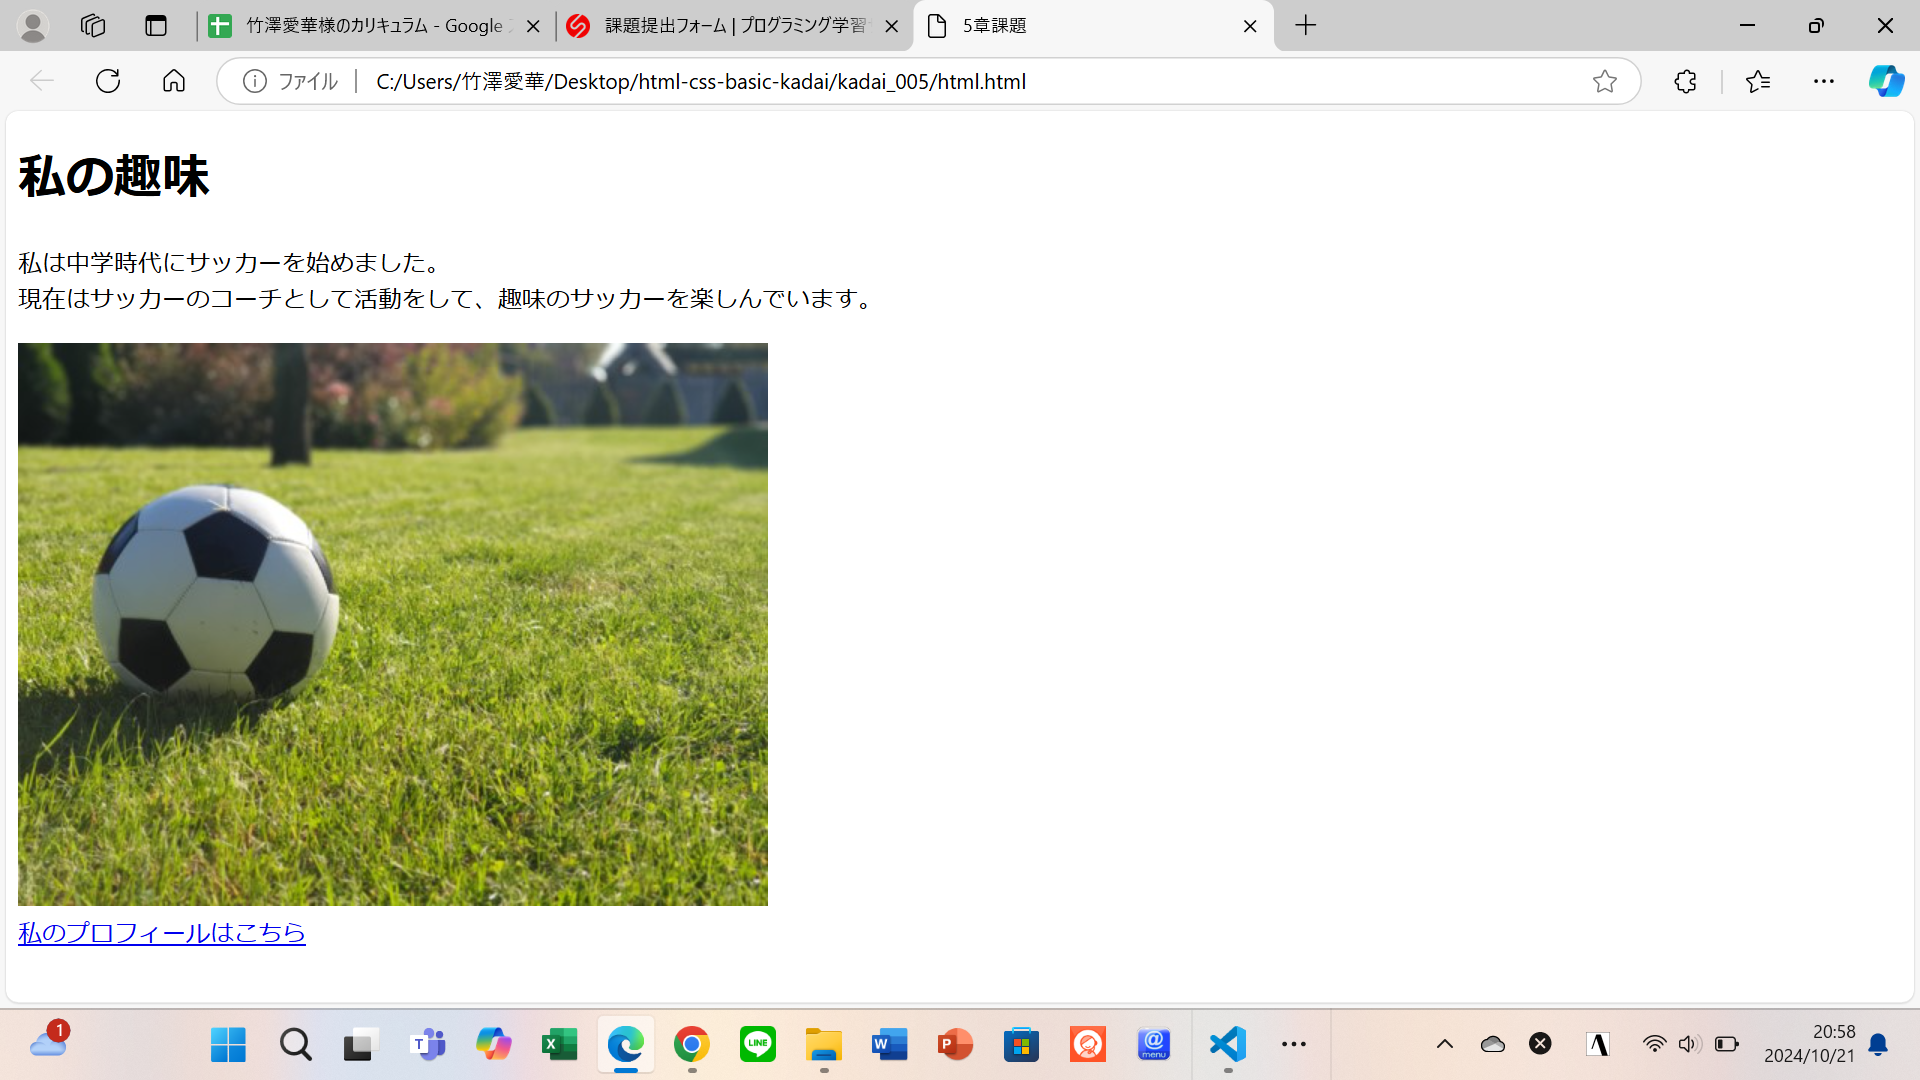 竹澤愛華様のカリキュラム - Google
課題提出フォーム | プログラミング学習
5章課題
ファイル
C:/Users/竹澤愛華/Desktop/html-css-basic-kadai/kadai_005/html.html
私の趣味
私は中学時代にサッカーを始めました。
現在はサッカーのコーチとして活動をして、趣味のサッカーを楽しんでいます。
私のプロフィールはこちら
1
T
X
LINE
W
P
@
menu
A
20:58
2024/10/21